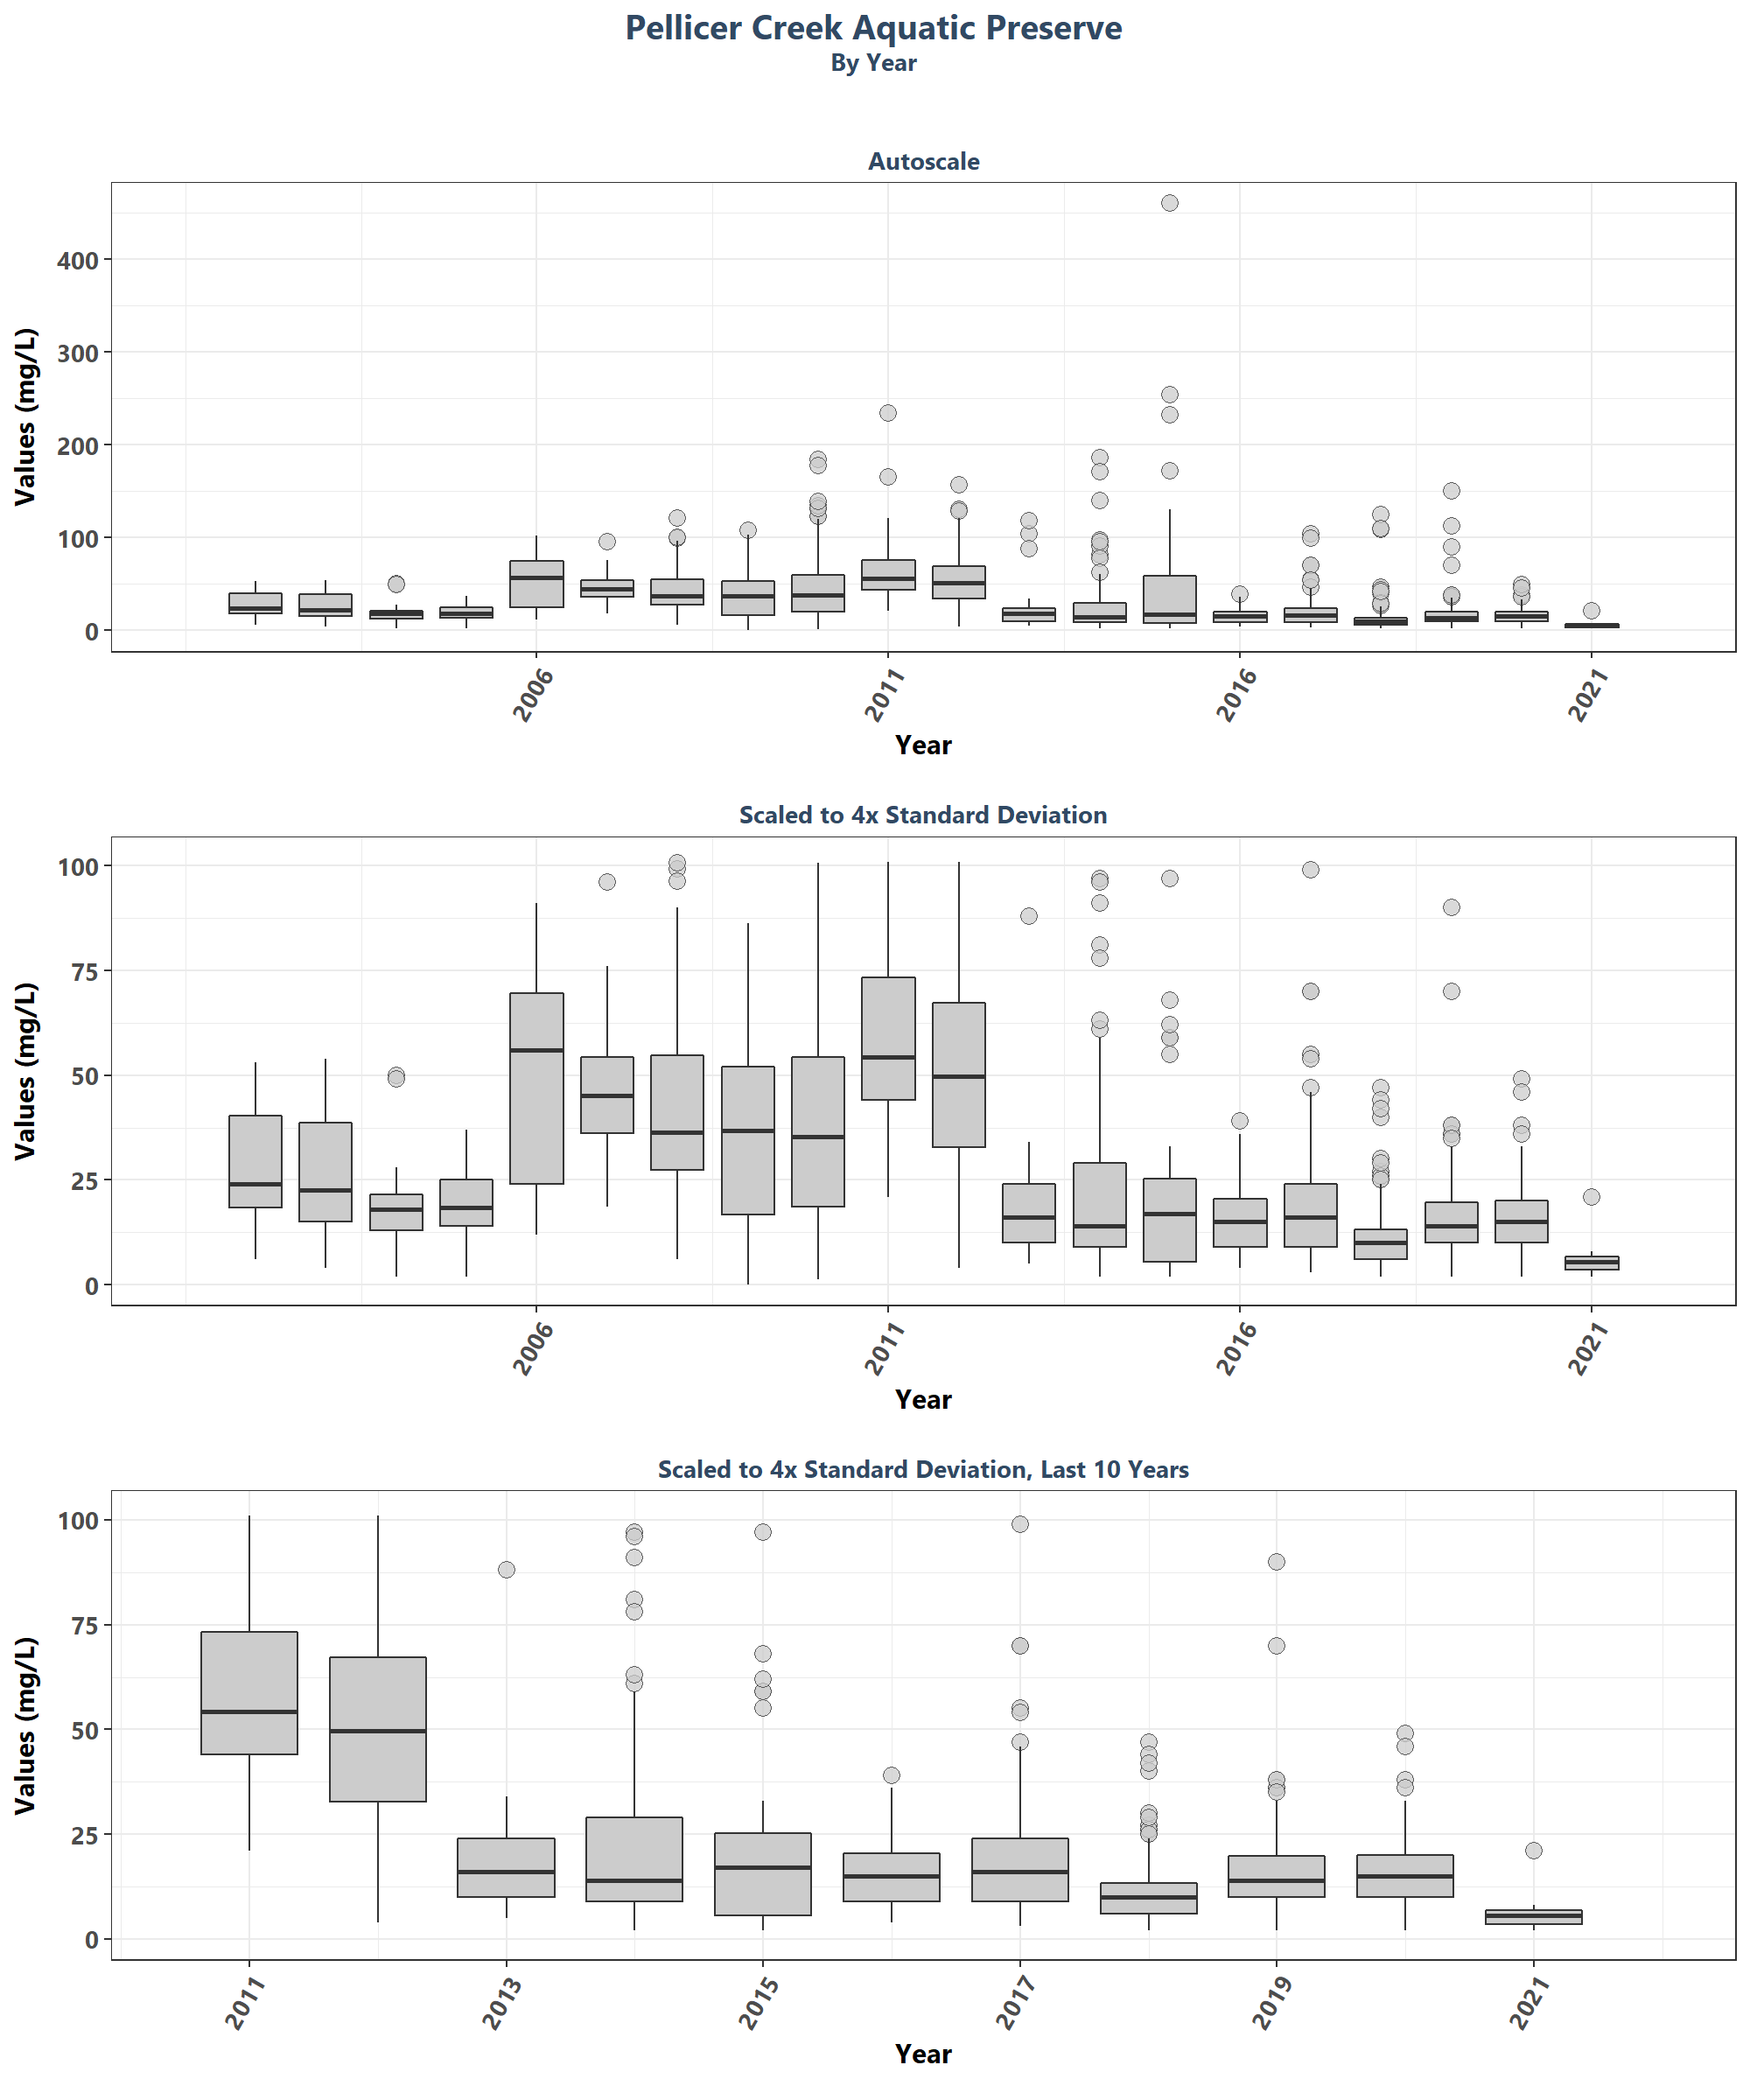 Pellicer Creek Aquatic Preserve
By Year
Autoscale
Values (mg/L)
400
300
200
100
0
2006
2011
2016
2021
Year
Scaled to 4x Standard Deviation
Values (mg/L)
100
75
50
25
0
2006
2011
2016
2021
Year
Scaled to 4x Standard Deviation, Last 10 Years
Values (mg/L)
100
75
50
25
0
2011
2013
2015
2017
2019
2021
Year